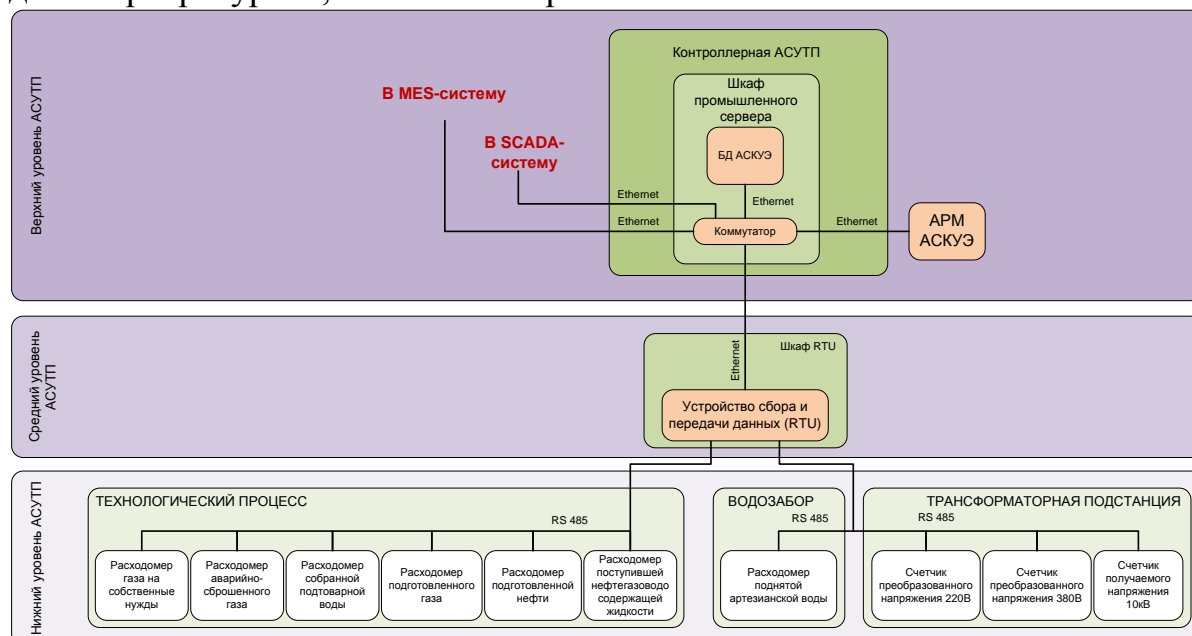 Верхний уровень АСУТП
Контроллерная АСУТП
Шкаф
промышленного
сервера
В MES-систему
В SCADA-
систему
БД АСКУЭ
Ethernet
Ethernet
Ethernet
Коммутатор
Ethernet
АРМ
АСКУЭ
Средний уровень
АСУТП
Шкаф RTU
Ethernet
Устройство сбора и
передачи данных (RTU)
Нижний уровень АСУТП
ТЕХНОЛОГИЧЕСКИЙ ПРОЦЕСС
RS 485
Расходомер
газа на
собственные
нужды
Расходомер
аварийно-
сброшенного
газа
Расходомер
собранной
подтоварной
воды
Расходомер
подготовленного
газа
Расходомер
подготовленной
нефти
Расходомер
поступившей
нефтегазоводо
содержащей
жидкости
ВОДОЗАБОР
RS 485
Расходомер
поднятой
артезианской воды
ТРАНСФОРМАТОРНАЯ ПОДСТАНЦИЯ
RS 485
Счетчик
преобразованного
напряжения 220В
Счетчик
преобразованного
напряжения 380В
Счетчик
получаемого
напряжения
10кВ